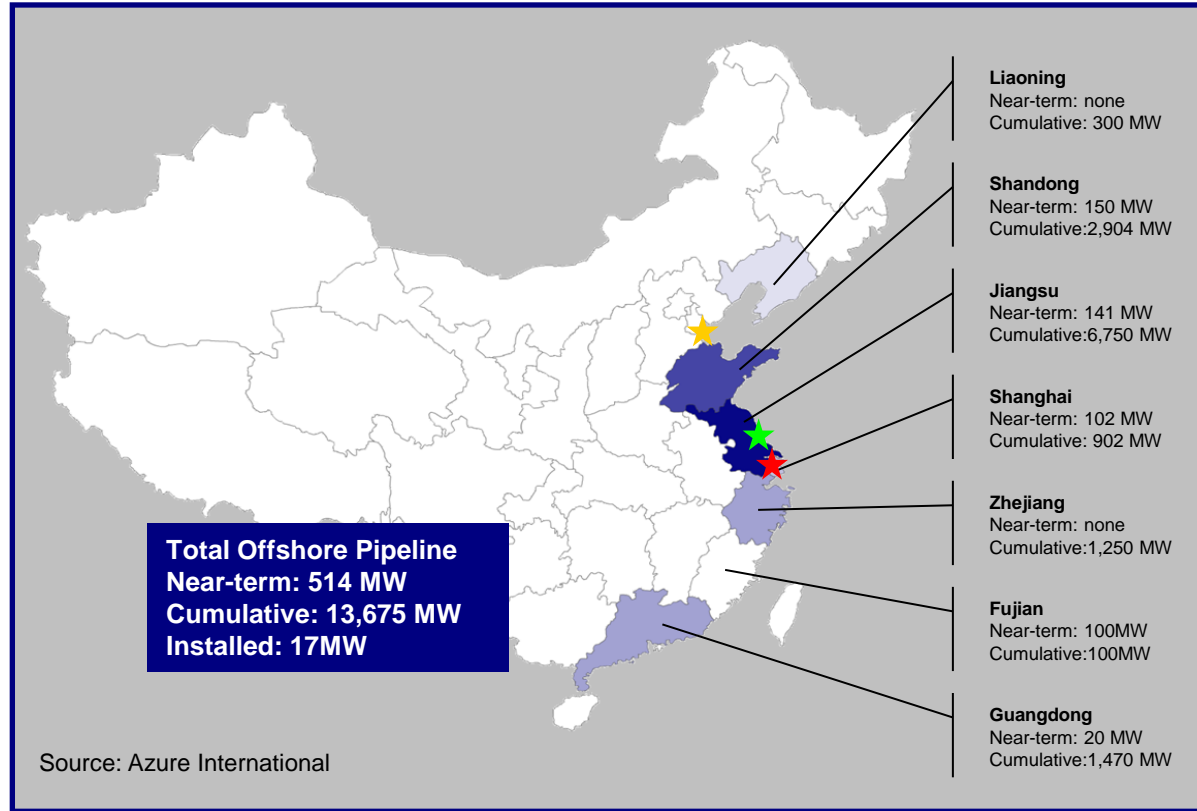 Liaoning
Near-term: none
Cumulative: 300 MW
Shandong
Near-term: 150 MW
Cumulative:2,904 MW
Jiangsu
Near-term: 141 MW
Cumulative:6,750 MW
Shanghai
Near-term: 102 MW
Cumulative: 902 MW
Zhejiang
Near-term: none
Cumulative:1,250 MW
Fujian
Near-term: 100MW
Cumulative:100MW
Guangdong
Near-term: 20 MW
Cumulative:1,470 MW
Total Offshore Pipeline
Near-term: 514 MW
Cumulative: 13,675 MW
Installed: 17MW
Source: Azure International